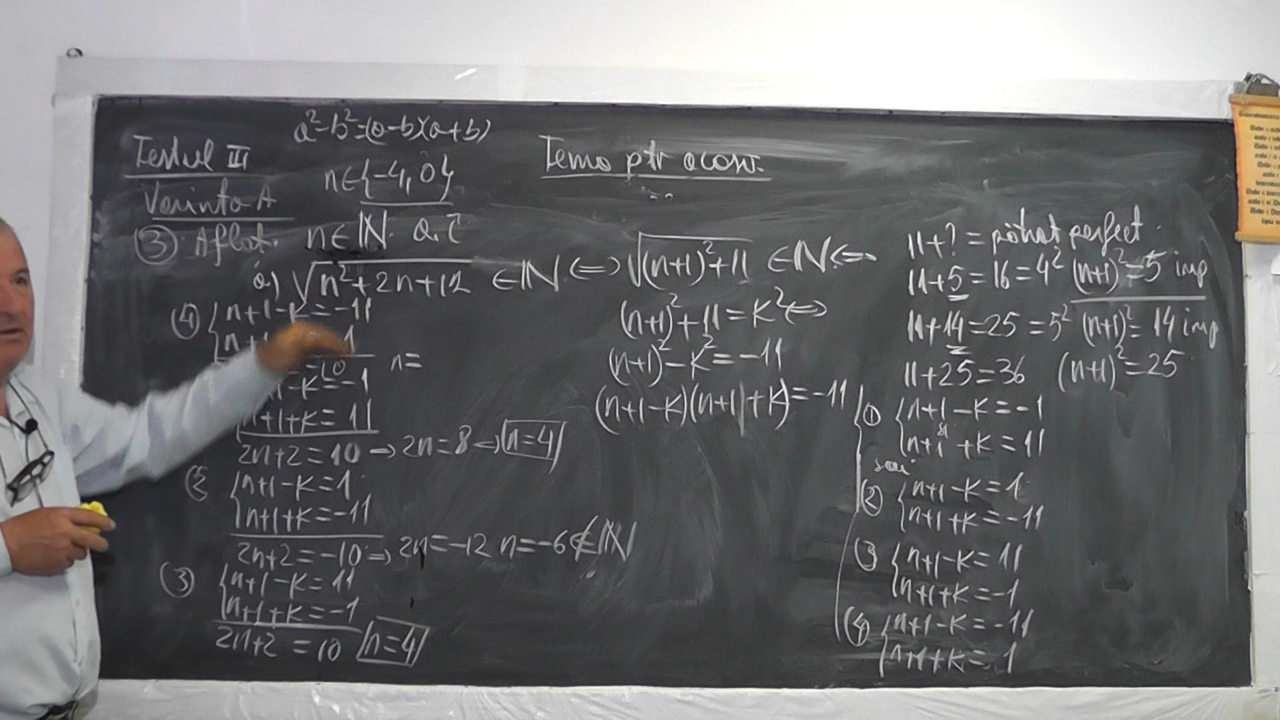 a²-b²=(a-b)(a+b)
Testul III
Varianta A
n∈{-4,0}
Tema ptr acasă.
③ Aflați n∈ℕ a.î
a) √n²+2n+12 ∈ℕ ⇔ √(n+1)²+11 ∈ℕ ⇔
(n+1)²+11=K² ⇔
(n+1)²-K²=-11
(n+1-K)(n+1+K)=-11
11+?=pătrat perfect.
11+5=16=4² (n+1)²=5 imp
11+14=25=5² (n+1)²=14 imp
11+25=36 (n+1)²=25
① { n+1-K=-1
n+1+K=11
sau
② { n+1-K=1
n+1+K=-11
③ { n+1-K=11
n+1+K=-1
④ { n+1-K=-11
n+1+K=1
④ { n+1-K=-11
n+1 1
=10 n=
-K=-1
n+1+K=11
2n+2=10 → 2n=8 → n=4
② { n+1-K=1
n+1+K=-11
2n+2=-10 → 2n=-12 n=-6∉ℕ
③ { n+1-K=11
n+1+K=-1
2n+2=10 n=4